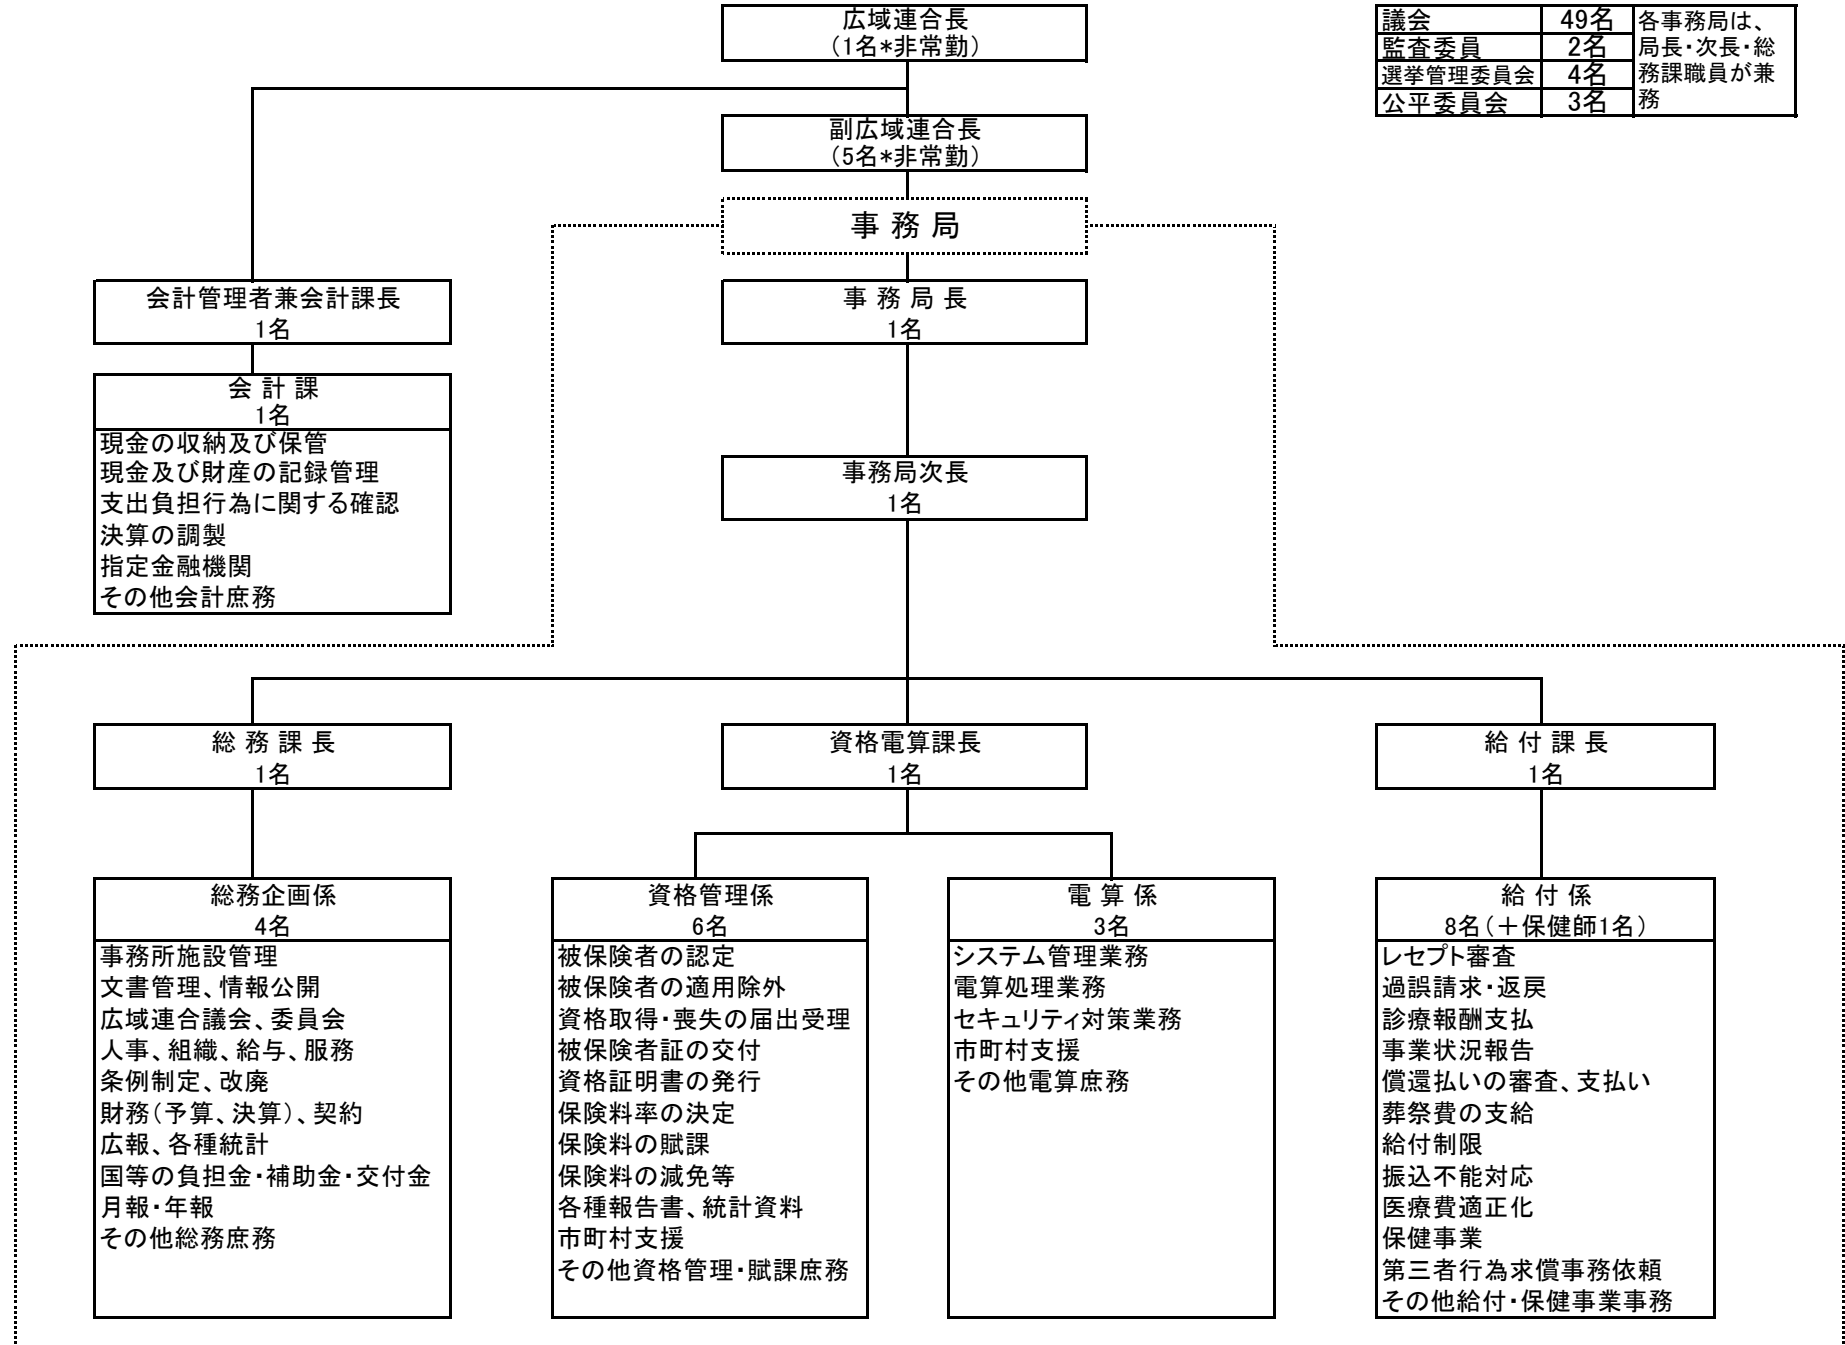 広域連合長
（1名*非常勤）
議会 49名
監査委員 2名
選挙管理委員会 4名
公平委員会 3名
各事務局は、
局長・次長・総
務課職員が兼
務
副広域連合長
（5名*非常勤）
事 務 局
会計管理者兼会計課長
1名
事 務 局 長
1名
会 計 課
1名
現金の収納及び保管
現金及び財産の記録管理
支出負担行為に関する確認
決算の調製
指定金融機関
その他会計庶務
事務局次長
1名
総 務 課 長
1名
資格電算課長
1名
給 付 課 長
1名
総務企画係
4名
事務所施設管理
文書管理、情報公開
広域連合議会、委員会
人事、組織、給与、服務
条例制定、改廃
財務（予算、決算）、契約
広報、各種統計
国等の負担金・補助金・交付金
月報・年報
その他総務庶務
資格管理係
6名
被保険者の認定
被保険者の適用除外
資格取得・喪失の届出受理
被保険者証の交付
資格証明書の発行
保険料率の決定
保険料の賦課
保険料の減免等
各種報告書、統計資料
市町村支援
その他資格管理・賦課庶務
電 算 係
3名
システム管理業務
電算処理業務
セキュリティ対策業務
市町村支援
その他電算庶務
給 付 係
8名（＋保健師1名）
レセプト審査
過誤請求・返戻
診療報酬支払
事業状況報告
償還払いの審査、支払い
葬祭費の支給
給付制限
振込不能対応
医療費適正化
保健事業
第三者行為求償事務依頼
その他給付・保健事業事務